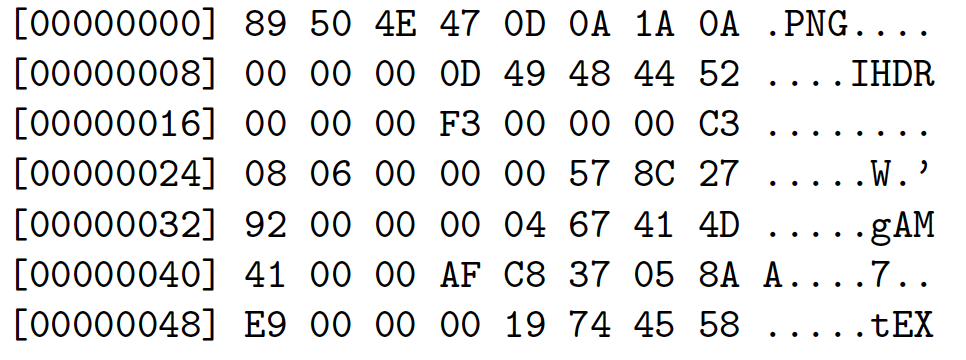 [00000000] 89 50 4E 47 0D 0A 1A 0A .PNG....
[00000008] 00 00 00 0D 49 48 44 52 ....IHDR
[00000016] 00 00 00 F3 00 00 00 C3 ........
[00000024] 08 06 00 00 00 57 8C 27 .....W.’
[00000032] 92 00 00 00 04 67 41 4D .....gAM
[00000040] 41 00 00 AF C8 37 05 8A A....7..
[00000048] E9 00 00 00 19 74 45 58 .....tEX